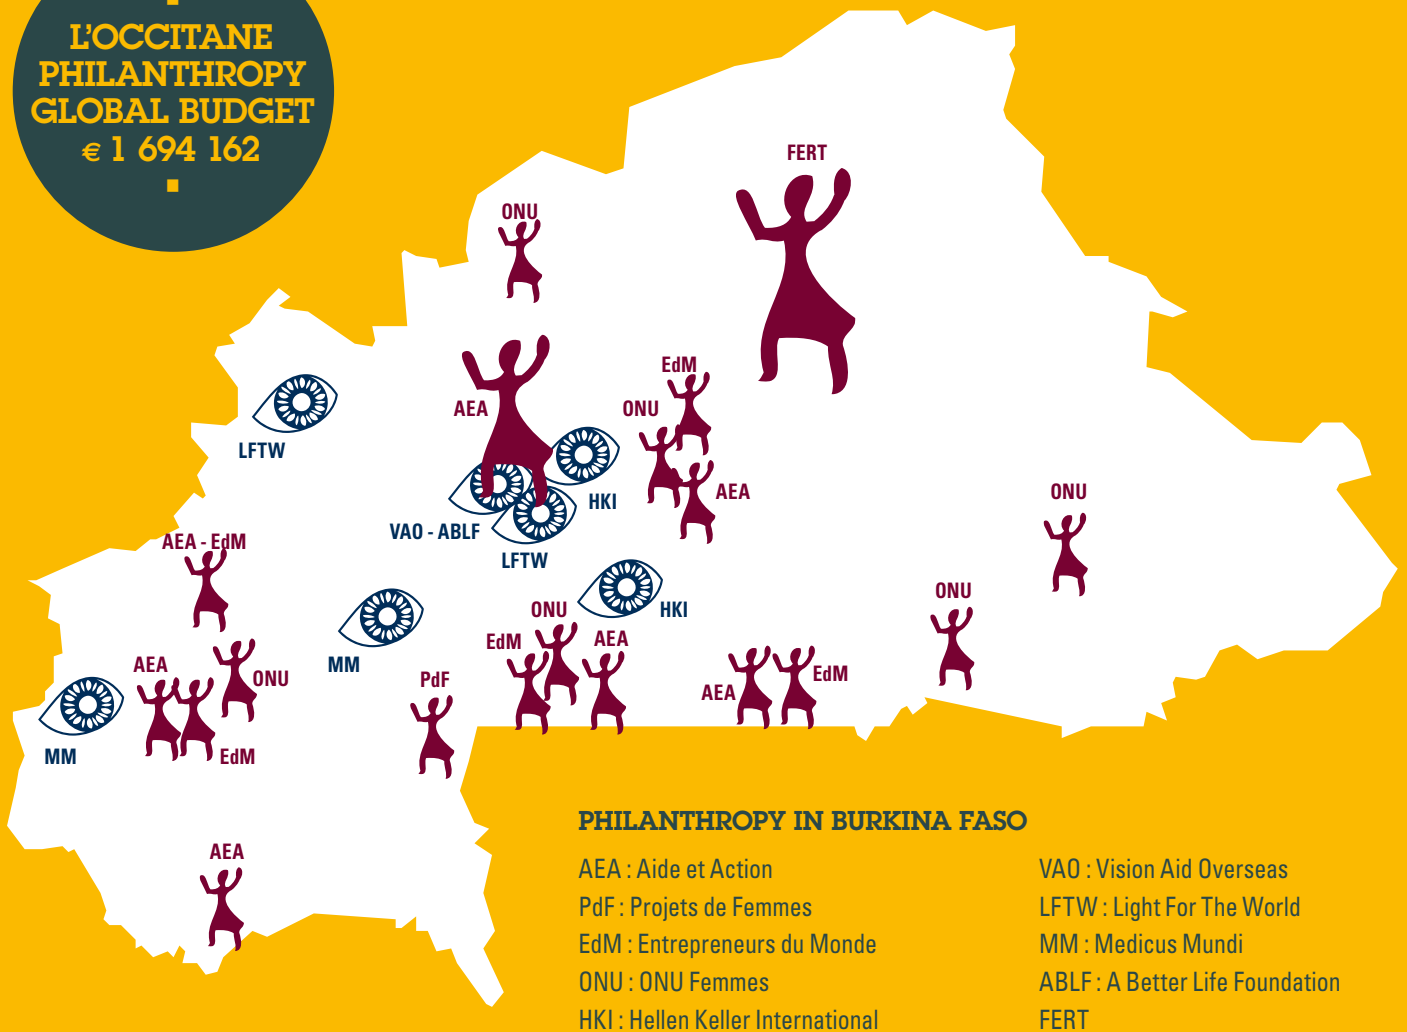 L'OCCITANE
PHILANTHROPY
GLOBAL BUDGET
€ 1 694 162
FERT
ONU
EdM
AEA
ONU
LFTW
AEA
ONU
HKI
VAO - ABLF
AEA - EdM
LFTW
ONU
ONU
HKI
EdM
AEA
MM
AEA
ONU
PdF
EdM
AEA
MM
EdM
AEA
PHILANTHROPY IN BURKINA FASO
AEA : Aide et Action
PdF : Projets de Femmes
EdM : Entrepreneurs du Monde
ONU : ONU Femmes
HKI : Hellen Keller International
VAO : Vision Aid Overseas
LFTW : Light For The World
MM : Medicus Mundi
ABLF : A Better Life Foundation
FERT